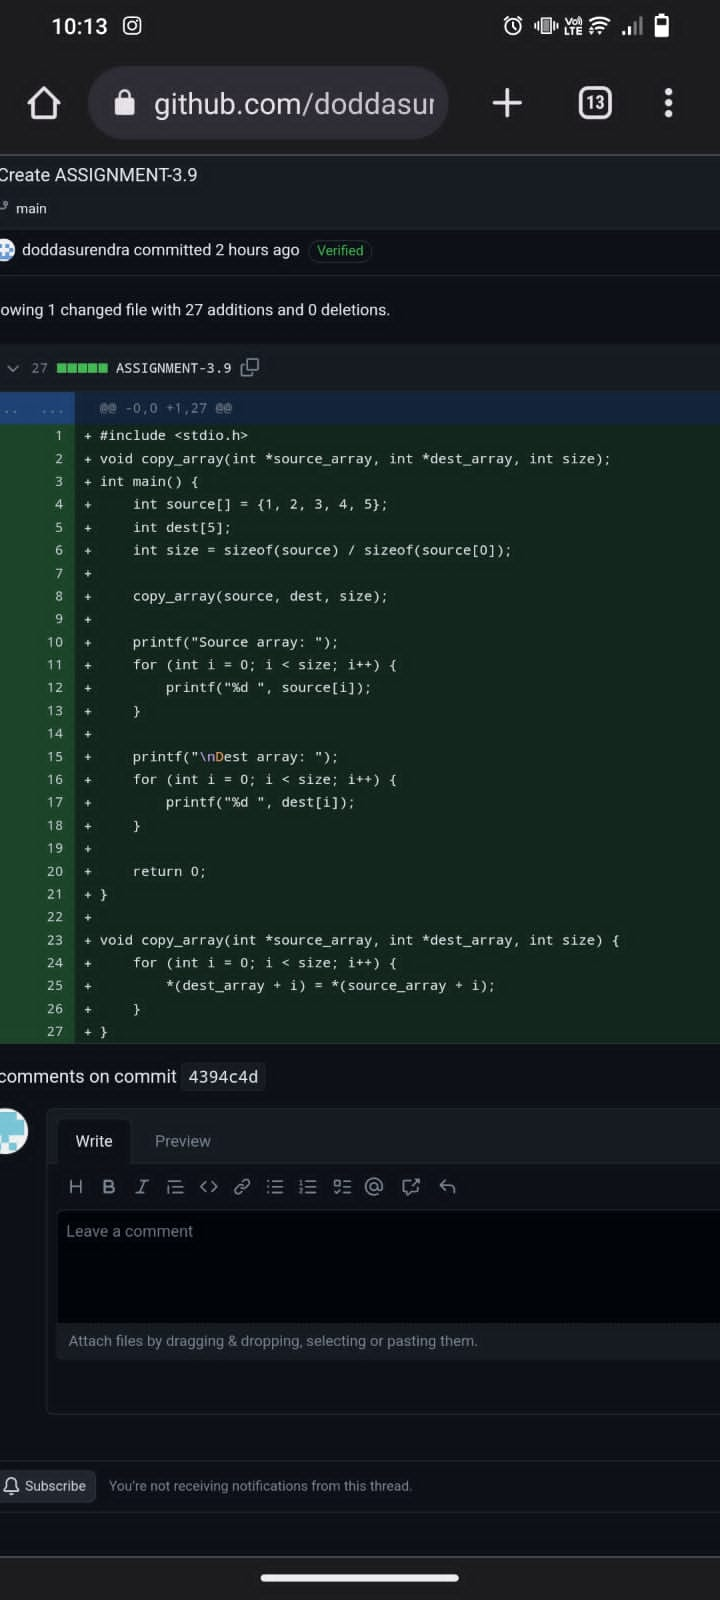 10:13 Vo) LTE
github.com/doddasur 13
Create ASSIGNMENT-3.9
main
doddasurendra committed 2 hours ago Verified
owing 1 changed file with 27 additions and 0 deletions.
27 ASSIGNMENT-3.9
.. ... @@ -0,0 +1,27 @@
1 + #include <stdio.h>
2 + void copy_array(int *source_array, int *dest_array, int size);
3 + int main() {
4 +     int source[] = {1, 2, 3, 4, 5};
5 +     int dest[5];
6 +     int size = sizeof(source) / sizeof(source[0]);
7 +
8 +     copy_array(source, dest, size);
9 +
10 +     printf("Source array: ");
11 +     for (int i = 0; i < size; i++) {
12 +         printf("%d ", source[i]);
13 +     }
14 +
15 +     printf("\nDest array: ");
16 +     for (int i = 0; i < size; i++) {
17 +         printf("%d ", dest[i]);
18 +     }
19 +
20 +     return 0;
21 + }
22 +
23 + void copy_array(int *source_array, int *dest_array, int size) {
24 +     for (int i = 0; i < size; i++) {
25 +         *(dest_array + i) = *(source_array + i);
26 +     }
27 + }
comments on commit 4394c4d
Write Preview
H B I @
Leave a comment
Attach files by dragging & dropping, selecting or pasting them.
Subscribe You're not receiving notifications from this thread.